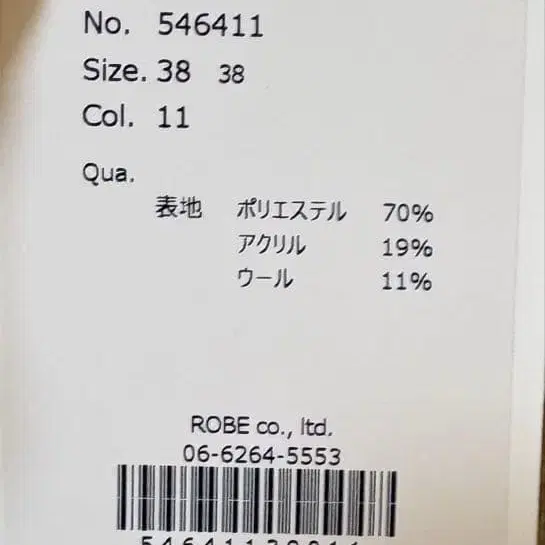 No. 546411
Size. 38 38
Col. 11
Qua.
表地 ポリエステル 70%
アクリル 19%
ウール 11%
ROBE co., ltd.
06-6264-5553